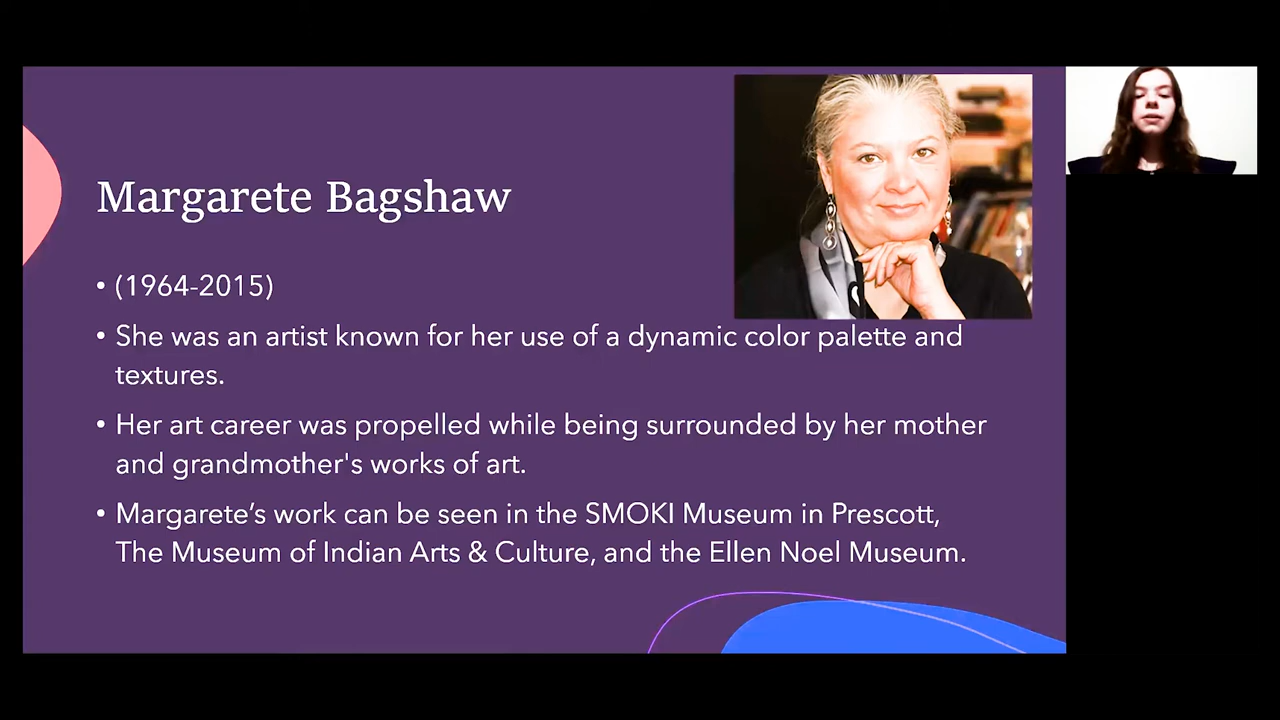 Margarete Bagshaw
• (1964-2015)
• She was an artist known for her use of a dynamic color palette and
textures.
• Her art career was propelled while being surrounded by her mother
and grandmother's works of art.
• Margarete’s work can be seen in the SMOKI Museum in Prescott,
The Museum of Indian Arts & Culture, and the Ellen Noel Museum.